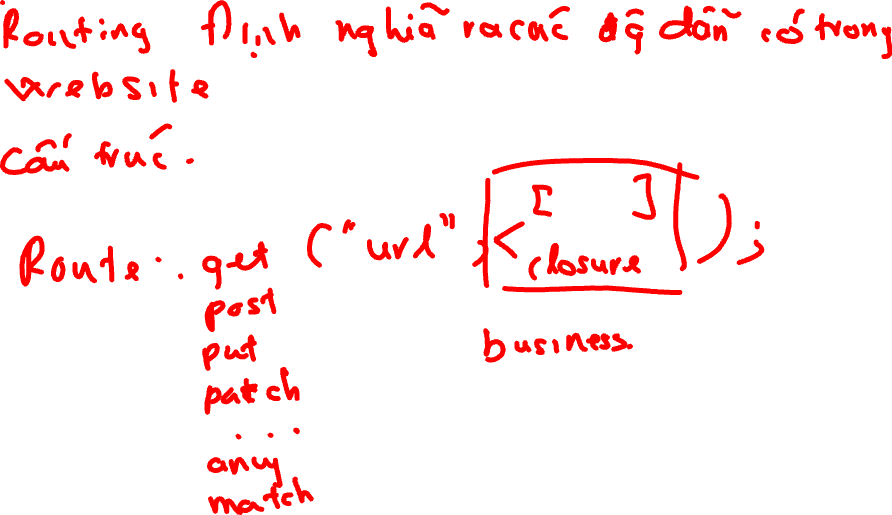 Routing định nghĩa ra các đg dẫn có trong
website
Cấu trúc.
Route:: get ("url", [ ] closure );
post
put
patch
...
any
match
business.